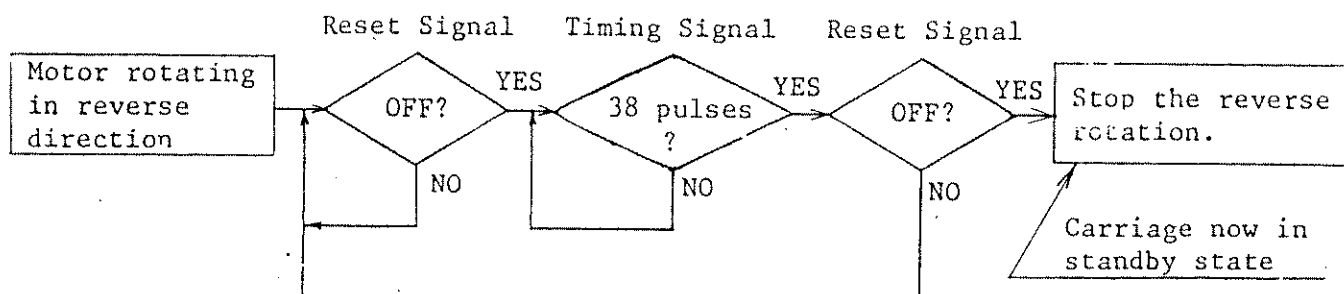 Reset Signal
Timing Signal
Reset Signal
Motor rotating
in reverse
direction
OFF?
YES
NO
38 pulses
?
YES
NO
OFF?
YES
NO
Stop the reverse
rotation.
Carriage now in
standby state